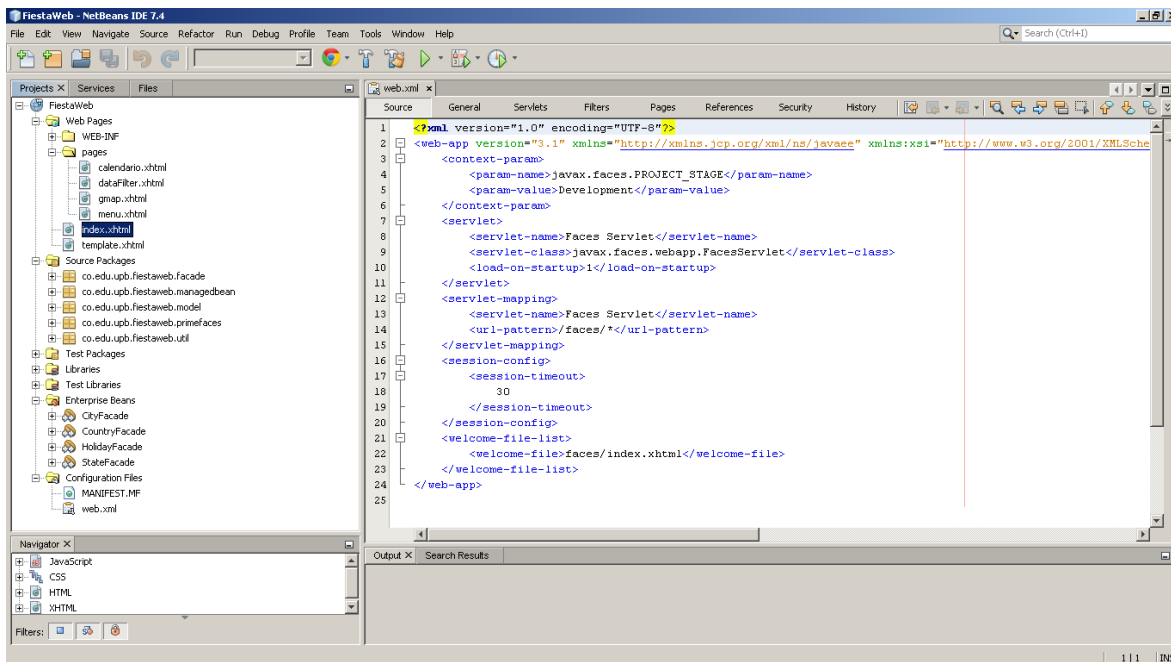 FiestaWeb - NetBeans IDE 7.4
File Edit View Navigate Source Refactor Run Debug Profile Team Tools Window Help
Search (Ctrl+I)
Projects Services Files
FiestaWeb
Web Pages
WEB-INF
pages
calendario.xhtml
dataFilter.xhtml
gmap.xhtml
menu.xhtml
index.xhtml
template.xhtml
Source Packages
co.edu.upb.fiestaweb.facade
co.edu.upb.fiestaweb.managedbean
co.edu.upb.fiestaweb.model
co.edu.upb.fiestaweb.primefaces
co.edu.upb.fiestaweb.util
Test Packages
Libraries
Test Libraries
Enterprise Beans
CityFacade
CountryFacade
HolidayFacade
StateFacade
Configuration Files
MANIFEST.MF
web.xml
Navigator
JavaScript
CSS
HTML
XHTML
Filters:
web.xml
Source General Servlets Filters Pages References Security History
1 <?xml version="1.0" encoding="UTF-8"?>
2 <web-app version="3.1" xmlns="http://xmlns.jcp.org/xml/ns/javaee" xmlns:xsi="http://www.w3.org/2001/XMLSche
3 <context-param>
4 <param-name>javax.faces.PROJECT_STAGE</param-name>
5 <param-value>Development</param-value>
6 </context-param>
7 <servlet>
8 <servlet-name>Faces Servlet</servlet-name>
9 <servlet-class>javax.faces.webapp.FacesServlet</servlet-class>
10 <load-on-startup>1</load-on-startup>
11 </servlet>
12 <servlet-mapping>
13 <servlet-name>Faces Servlet</servlet-name>
14 <url-pattern>/faces/*</url-pattern>
15 </servlet-mapping>
16 <session-config>
17 <session-timeout>
18 30
19 </session-timeout>
20 </session-config>
21 <welcome-file-list>
22 <welcome-file>faces/index.xhtml</welcome-file>
23 </welcome-file-list>
24 </web-app>
25
Output Search Results
1|1 INS